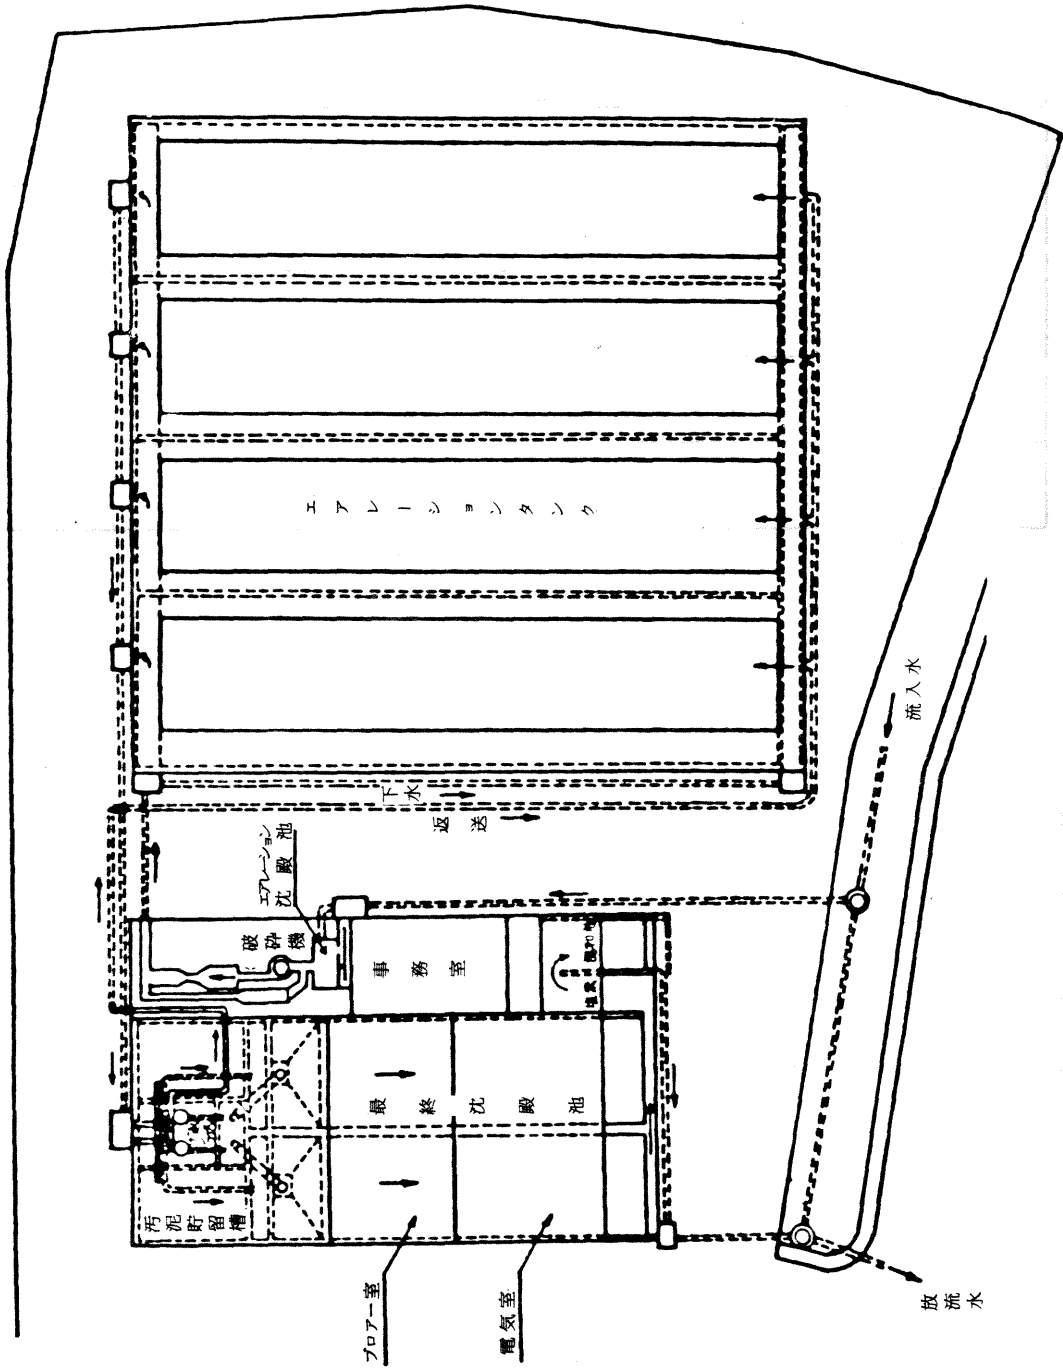 エアレーションタンク
流入水
下水
返送
エアレーション
沈殿池
破砕機
事務室
最終沈殿池
汚泥貯留槽
ブロアー室
電気室
放流水